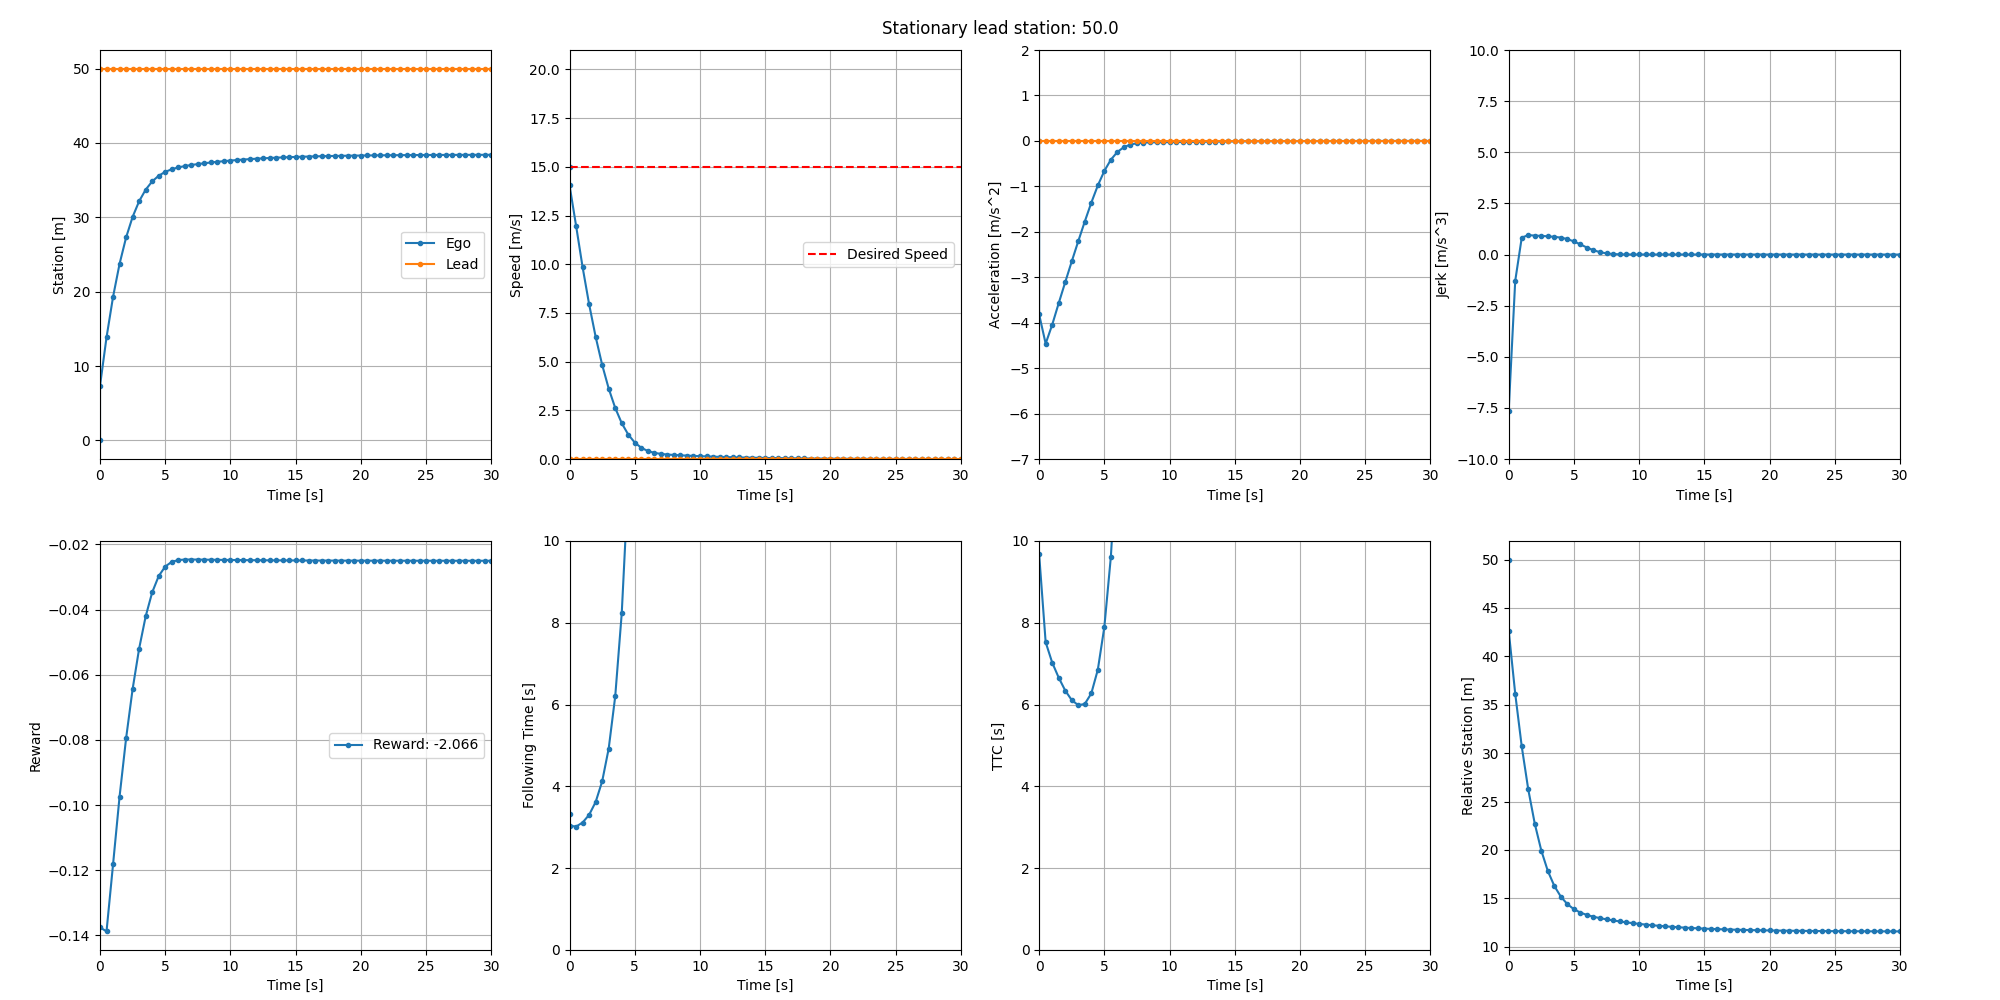 Stationary lead station: 50.0
Station [m]
50
40
30
20
10
0
Ego
Lead
0 5 10 15 20 25 30
Time [s]
Speed [m/s]
20.0
17.5
15.0
12.5
10.0
7.5
5.0
2.5
0.0
Desired Speed
0 5 10 15 20 25 30
Time [s]
Acceleration [m/s^2]
2
1
0
−1
−2
−3
−4
−5
−6
−7
0 5 10 15 20 25 30
Time [s]
Jerk [m/s^3]
10.0
7.5
5.0
2.5
0.0
−2.5
−5.0
−7.5
−10.0
0 5 10 15 20 25 30
Time [s]
Reward
−0.02
−0.04
−0.06
−0.08
−0.10
−0.12
−0.14
Reward: -2.066
0 5 10 15 20 25 30
Time [s]
Following Time [s]
10
8
6
4
2
0
0 5 10 15 20 25 30
Time [s]
TTC [s]
10
8
6
4
2
0
0 5 10 15 20 25 30
Time [s]
Relative Station [m]
50
45
40
35
30
25
20
15
10
0 5 10 15 20 25 30
Time [s]